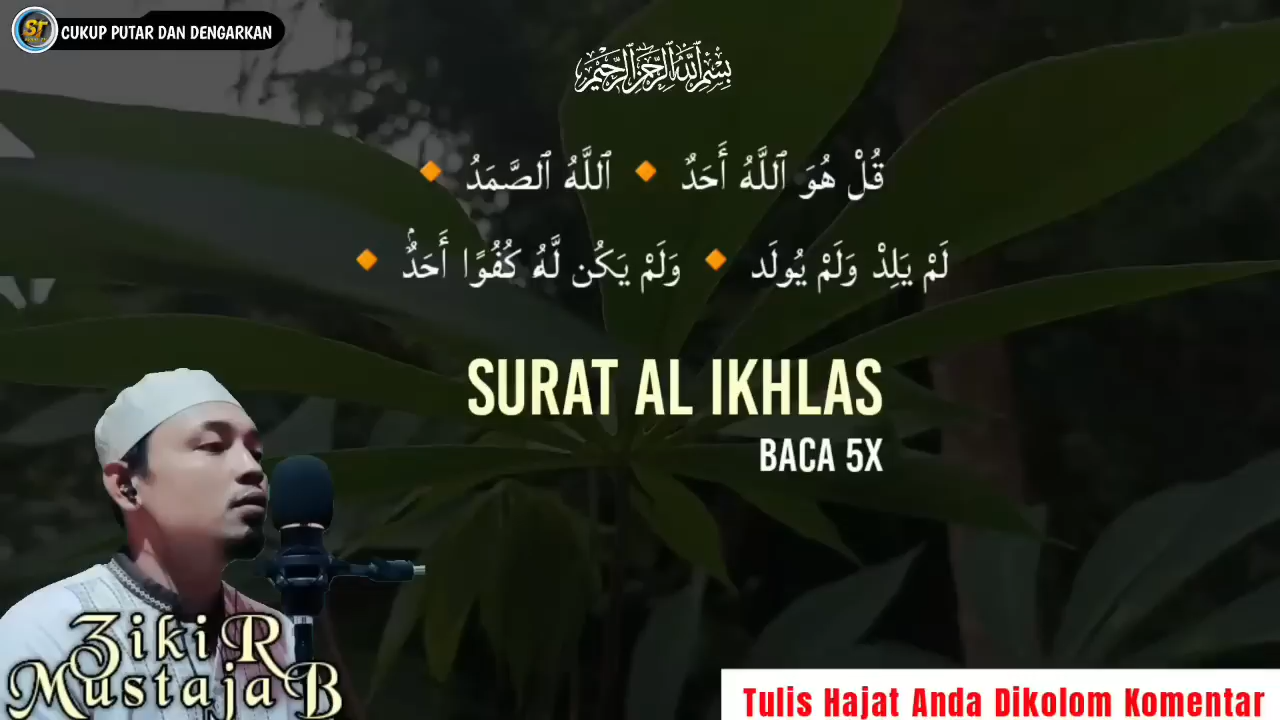 ST
CUKUP PUTAR DAN DENGARKAN
بِسْمِ اللَّهِ الرَّحْمَٰنِ الرَّحِيمِ
قُلْ هُوَ ٱللَّهُ أَحَدٌ 🔸 ٱللَّهُ ٱلصَّمَدُ 🔸
لَمْ يَلِدْ وَلَمْ يُولَد 🔸 وَلَمْ يَكُن لَّهُ كُفُوًا أَحَدٌۢ 🔸
SURAT AL IKHLAS
BACA 5X
ZikiR
MustajaB
Tulis Hajat Anda Dikolom Komentar